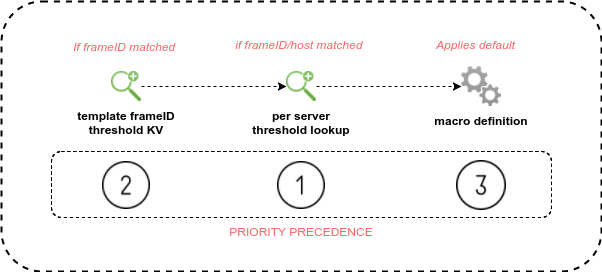 If frameID matched
if frameID/host matched
Applies default
template frameID
threshold KV
per server
threshold lookup
macro definition
2
1
3
PRIORITY PRECEDENCE